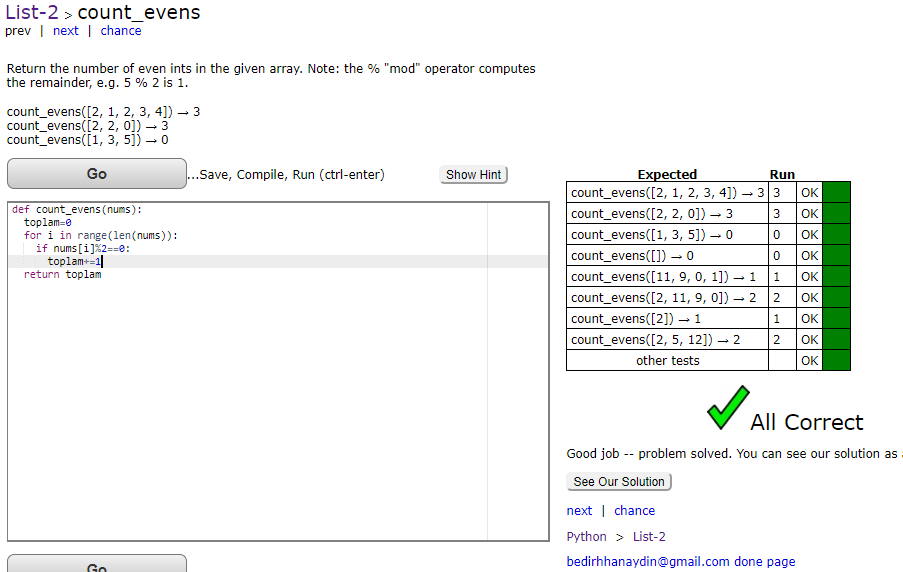 List-2 > count_evens
prev | next | chance
Return the number of even ints in the given array. Note: the % "mod" operator computes
the remainder, e.g. 5 % 2 is 1.
count_evens([2, 1, 2, 3, 4]) → 3
count_evens([2, 2, 0]) → 3
count_evens([1, 3, 5]) → 0
Go ...Save, Compile, Run (ctrl-enter) Show Hint
def count_evens(nums):
toplam=0
for i in range(len(nums)):
if nums[i]%2==0:
toplam+=1
return toplam
Go
Expected Run
count_evens([2, 1, 2, 3, 4]) → 3 3 OK
count_evens([2, 2, 0]) → 3 3 OK
count_evens([1, 3, 5]) → 0 0 OK
count_evens([]) → 0 0 OK
count_evens([11, 9, 0, 1]) → 1 1 OK
count_evens([2, 11, 9, 0]) → 2 2 OK
count_evens([2]) → 1 1 OK
count_evens([2, 5, 12]) → 2 2 OK
other tests OK
All Correct
Good job -- problem solved. You can see our solution as
See Our Solution
next | chance
Python > List-2
bedirhhanaydin@gmail.com done page